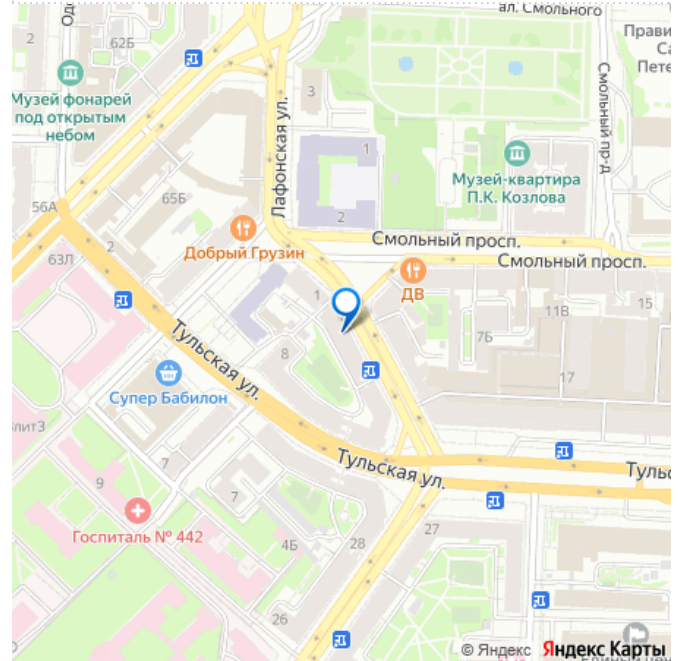 ал. Смольного
Прави
Са
Пете
2
62Б
3
Смольный пр-д
Музей фонарей
под открытым
небом
Лафонская ул.
1
Музей-квартира
П.К. Козлова
65Б
56А
2
2
Добрый Грузин
Смольный просп.
Смольный просп.
63Л
ДВ
1
15
11В
7Б
Тульская ул.
8
17
Супер Бабилон
лит3
Тульская ул.
Тульс
9
7
7
Госпиталь № 442
4Б
28
27
26
© Яндекс Яндекс Карты